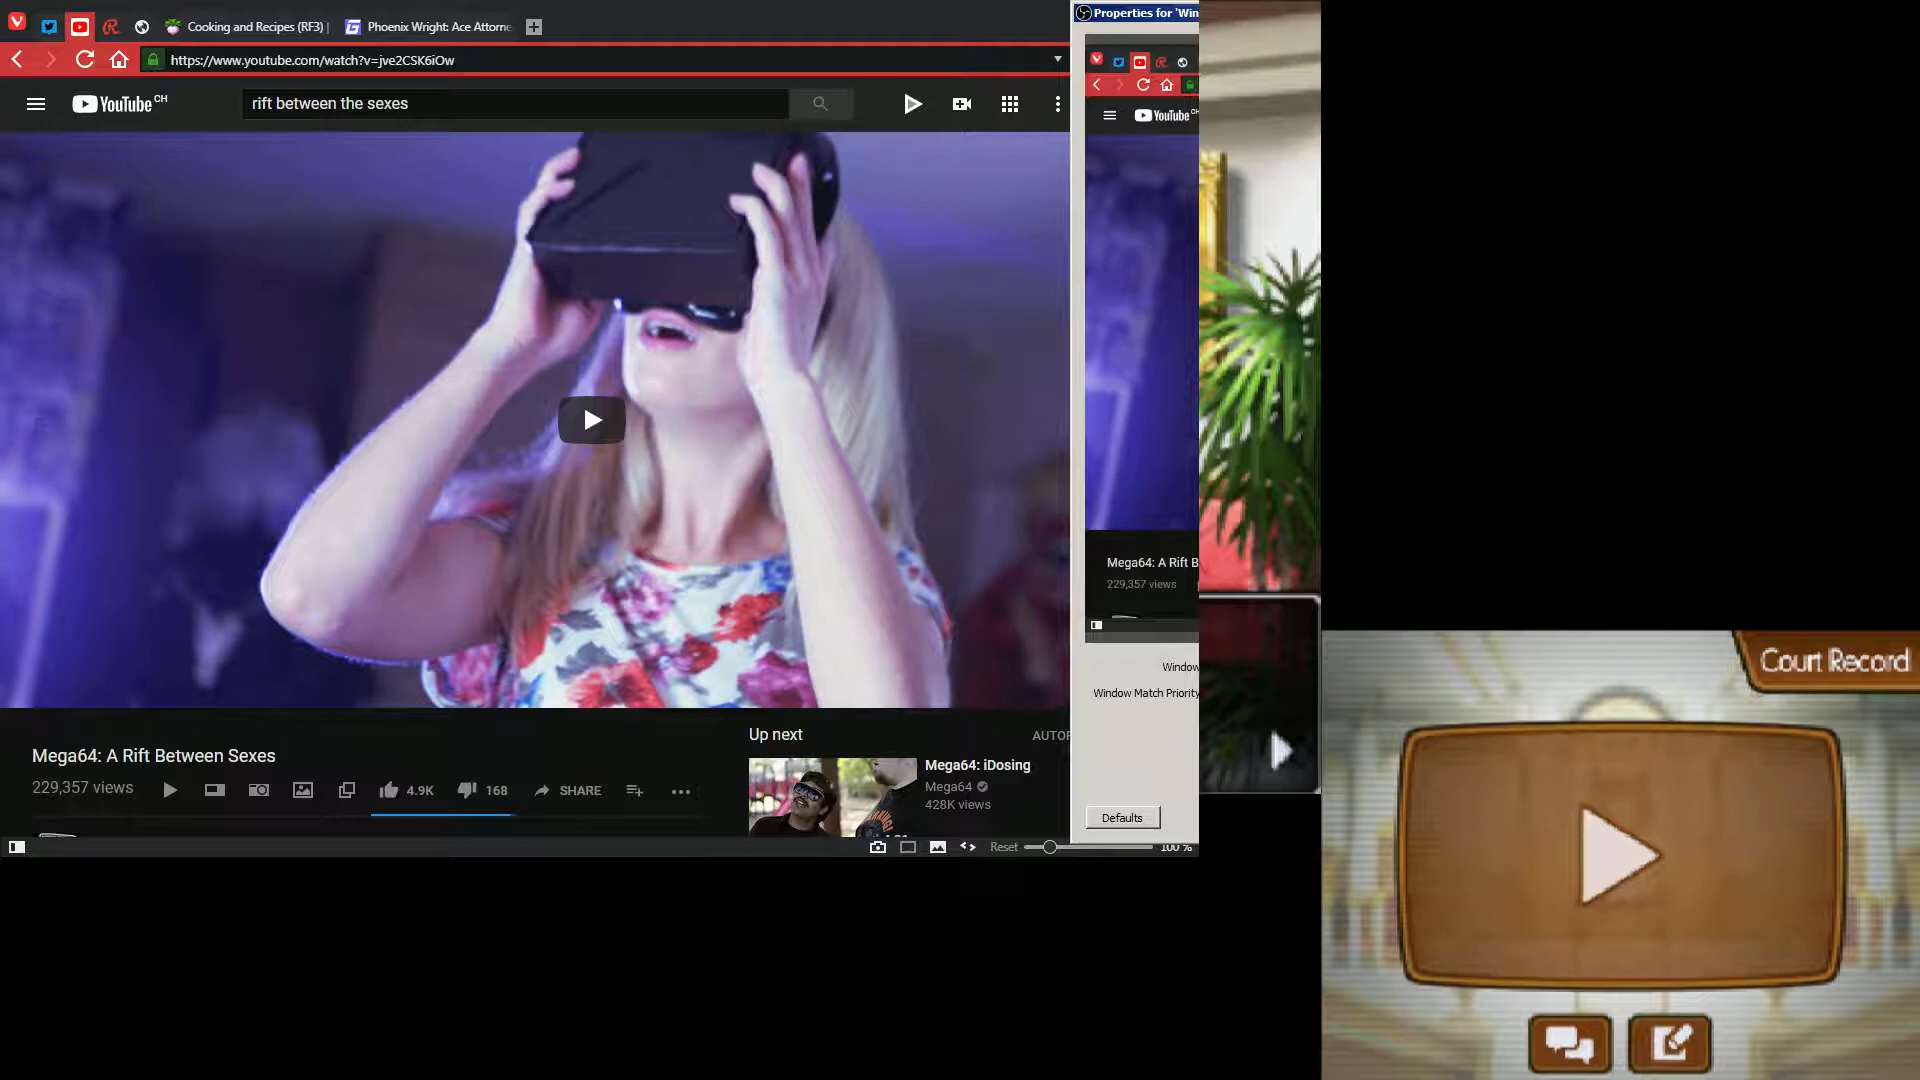 Cooking and Recipes (RF3) |
Phoenix Wright: Ace Attorne
Properties for 'Win
https://www.youtube.com/watch?v=jve2CSK6iOw
YouTube CH
rift between the sexes
YouTube
Mega64: A Rift B
229,357 views
Window
Window Match Priority
Defaults
Mega64: A Rift Between Sexes
229,357 views
4.9K
168
SHARE
Up next
AUTOP
Mega64: iDosing
Mega64
428K views
Reset
100 %
Court Record